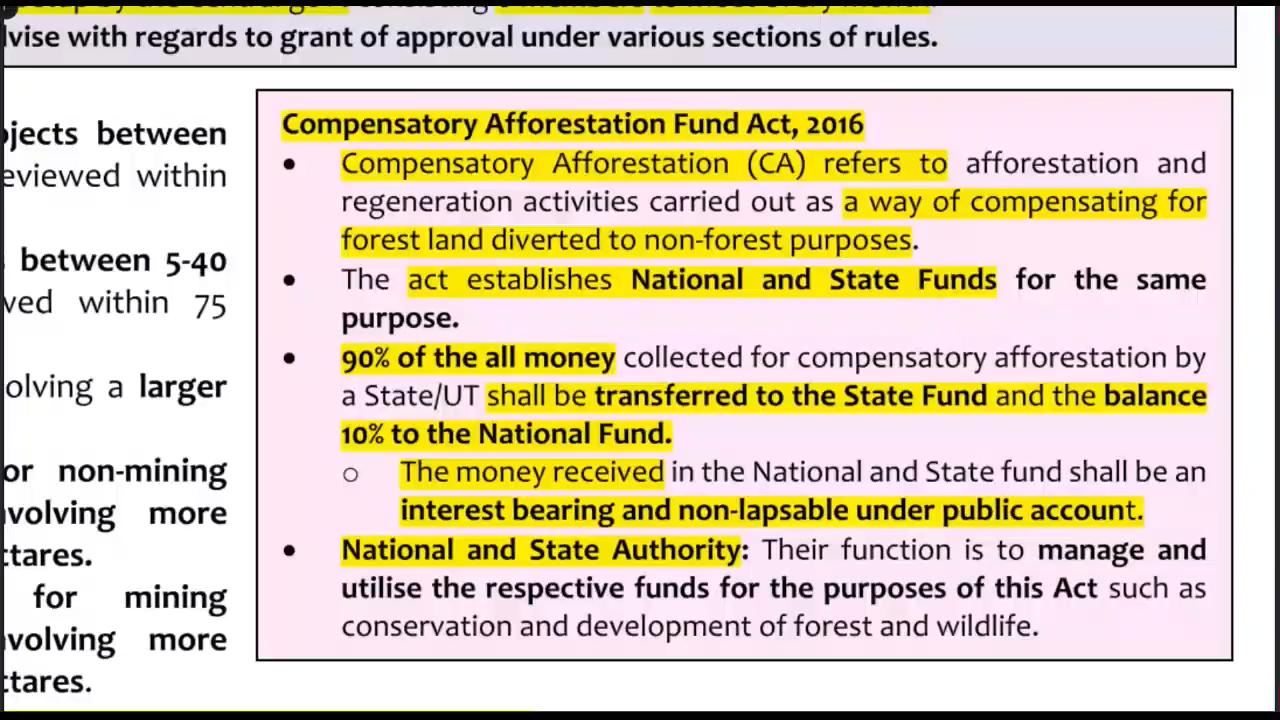 vise with regards to grant of approval under various sections of rules.
jects between
eviewed within
between 5-40
ved within 75
olving a larger
or non-mining
volving more
ctares.
for mining
volving more
ctares.
Compensatory Afforestation Fund Act, 2016
• Compensatory Afforestation (CA) refers to afforestation and
regeneration activities carried out as a way of compensating for
forest land diverted to non-forest purposes.
• The act establishes National and State Funds for the same
purpose.
• 90% of the all money collected for compensatory afforestation by
a State/UT shall be transferred to the State Fund and the balance
10% to the National Fund.
o The money received in the National and State fund shall be an
interest bearing and non-lapsable under public account.
• National and State Authority: Their function is to manage and
utilise the respective funds for the purposes of this Act such as
conservation and development of forest and wildlife.